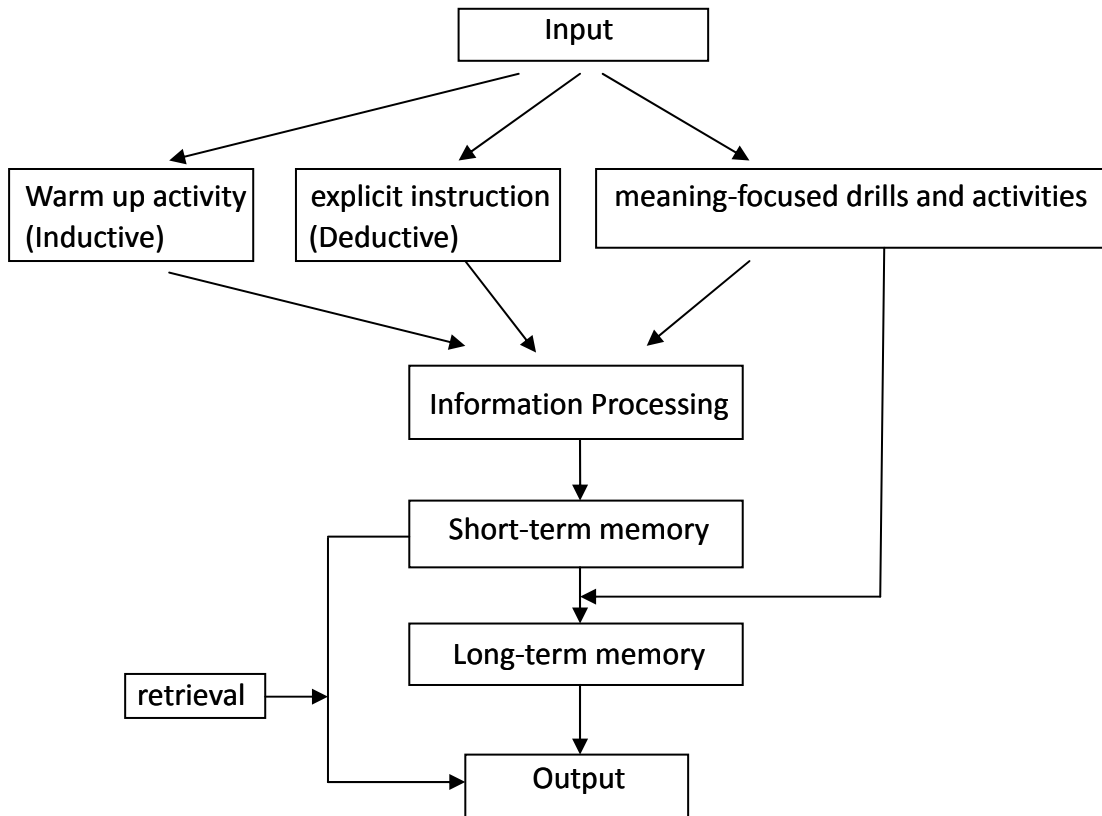 Input
Warm up activity
(Inductive)
explicit instruction
(Deductive)
meaning-focused drills and activities
Information Processing
Short-term memory
Long-term memory
retrieval
Output